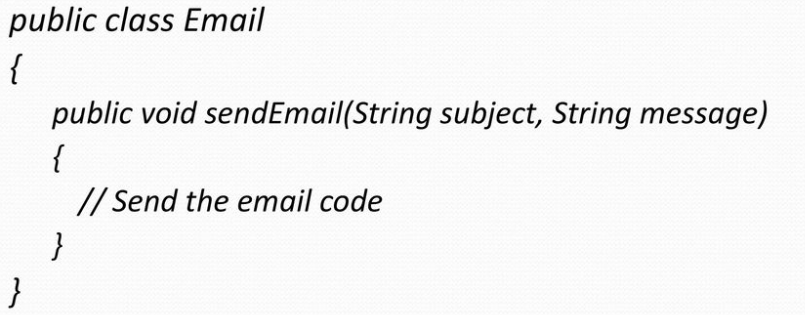 public class Email
{
public void sendEmail(String subject, String message)
{
// Send the email code
}
}